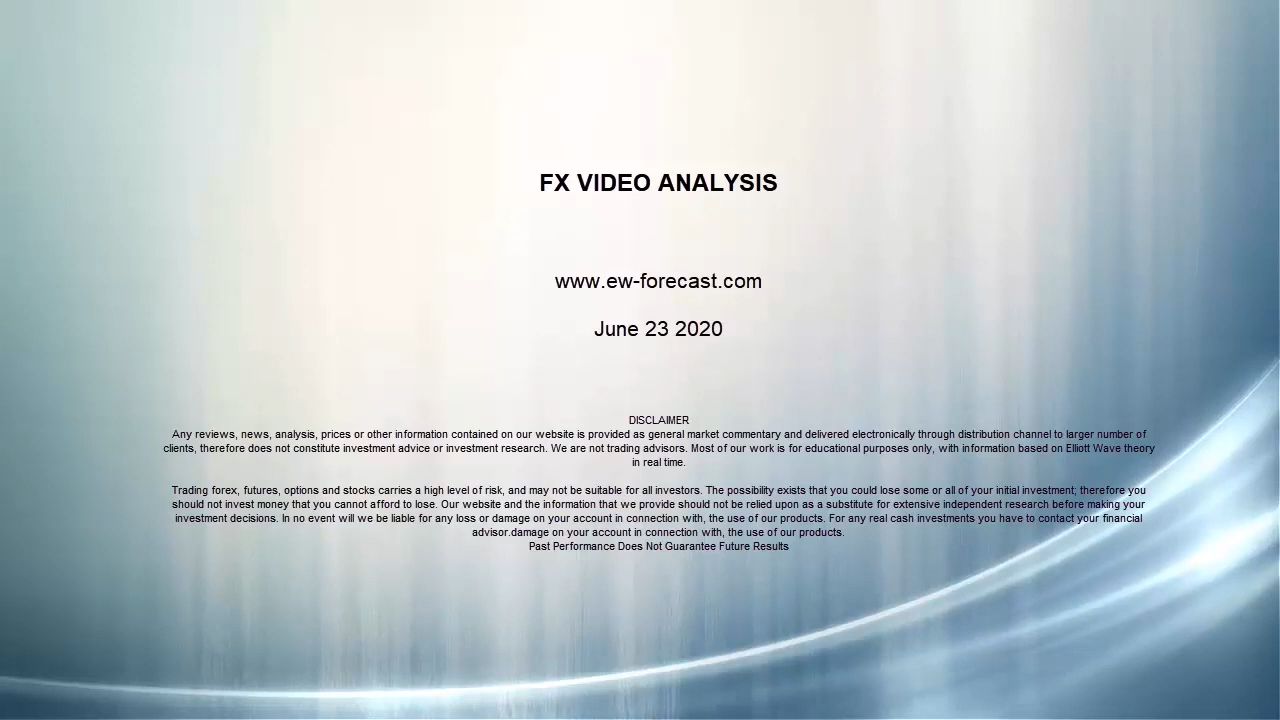 FX VIDEO ANALYSIS
www.ew-forecast.com
June 23 2020
DISCLAIMER
Any reviews, news, analysis, prices or other information contained on our website is provided as general market commentary and delivered electronically through distribution channel to larger number of
clients, therefore does not constitute investment advice or investment research. We are not trading advisors. Most of our work is for educational purposes only, with information based on Elliott Wave theory
in real time.
Trading forex, futures, options and stocks carries a high level of risk, and may not be suitable for all investors. The possibility exists that you could lose some or all of your initial investment; therefore you
should not invest money that you cannot afford to lose. Our website and the information that we provide should not be relied upon as a substitute for extensive independent research before making your
investment decisions. In no event will we be liable for any loss or damage on your account in connection with, the use of our products. For any real cash investments you have to contact your financial
advisor.damage on your account in connection with, the use of our products.
Past Performance Does Not Guarantee Future Results